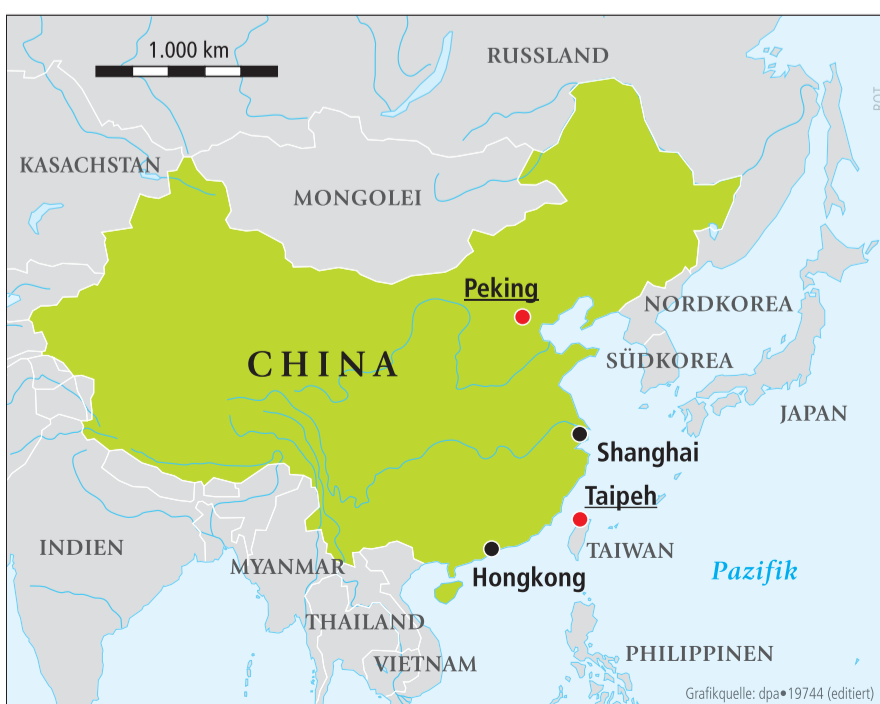 1.000 km
RUSSLAND
KASACHSTAN
MONGOLEI
Peking
NORDKOREA
CHINA
SÜDKOREA
JAPAN
Shanghai
Taipeh
INDIEN
TAIWAN
MYANMAR
Hongkong
Pazifik
THAILAND
PHILIPPINEN
VIETNAM
Grafikquelle: dpa•19744 (editiert)